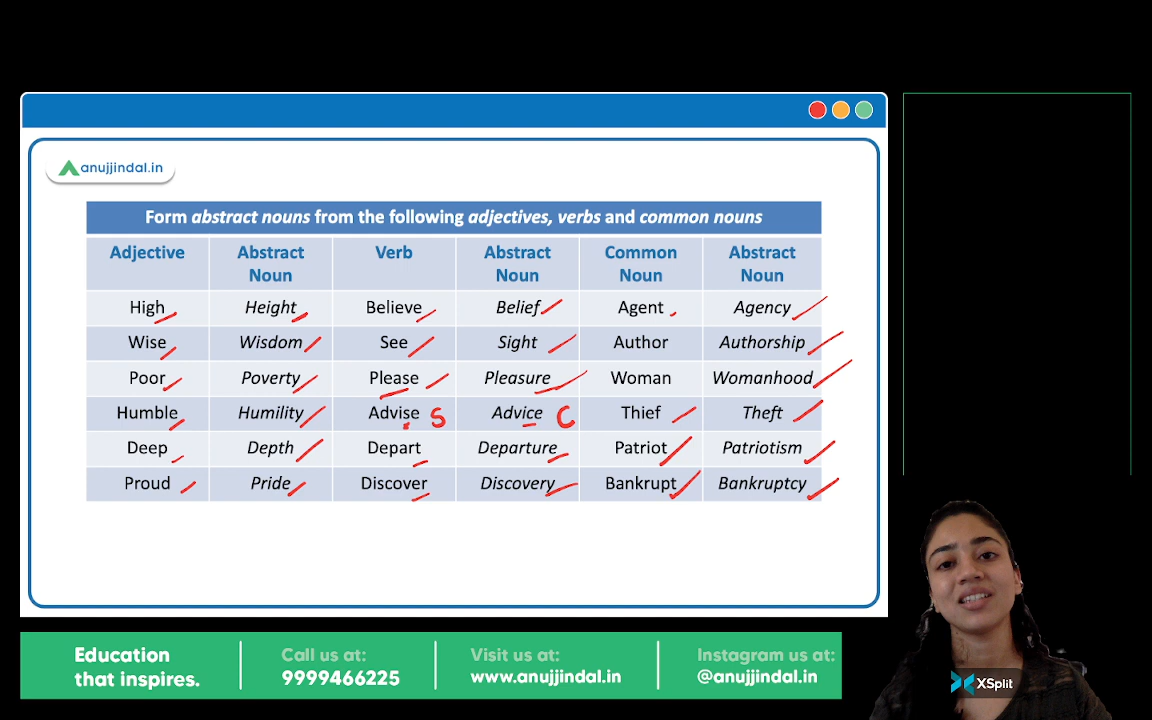 anujjindal.in
Form abstract nouns from the following adjectives, verbs and common nouns
Adjective Abstract Noun Verb Abstract Noun Common Noun Abstract Noun
High Height Believe Belief Agent Agency
Wise Wisdom See Sight Author Authorship
Poor Poverty Please Pleasure Woman Womanhood
Humble Humility Advise S Advice C Thief Theft
Deep Depth Depart Departure Patriot Patriotism
Proud Pride Discover Discovery Bankrupt Bankruptcy
Education that inspires.
Call us at: 9999466225
Visit us at: www.anujjindal.in
Instagram us at: @anujjindal.in
XSplit